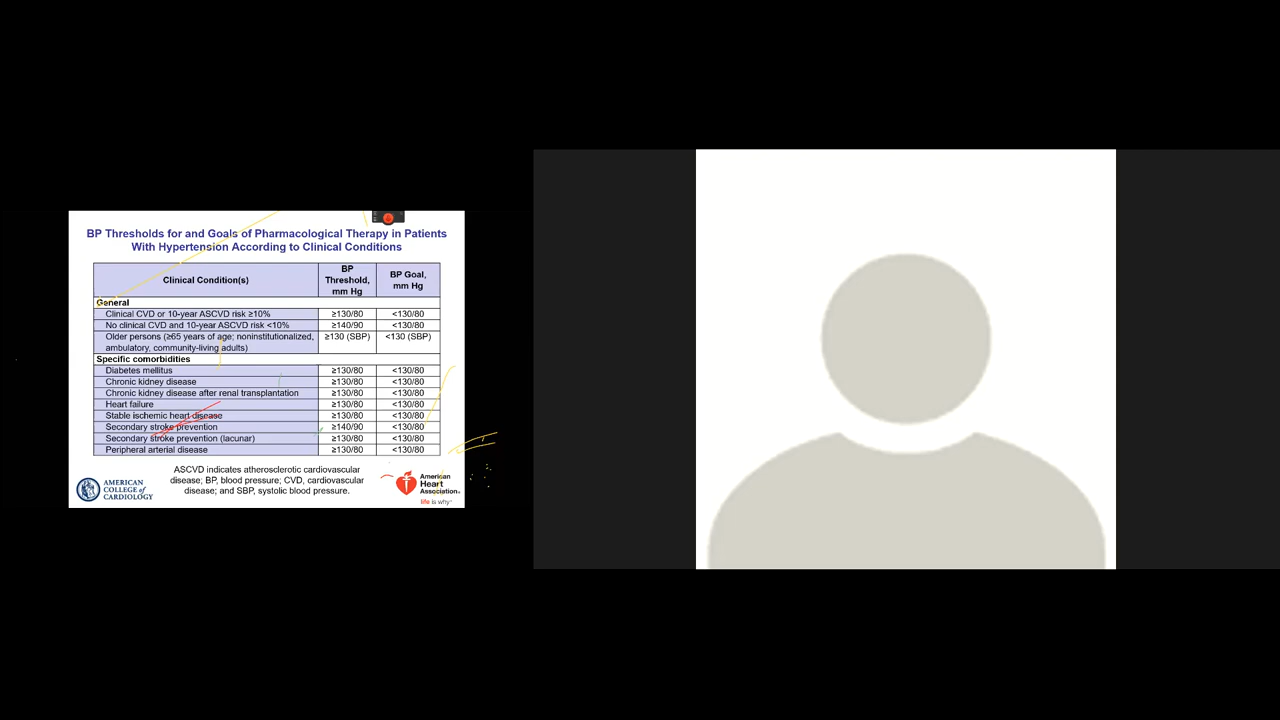 BP Thresholds for and Goals of Pharmacological Therapy in Patients
With Hypertension According to Clinical Conditions
Clinical Condition(s) BP Threshold, mm Hg BP Goal, mm Hg
General
Clinical CVD or 10-year ASCVD risk ≥10% ≥130/80 <130/80
No clinical CVD and 10-year ASCVD risk <10% ≥140/90 <130/80
Older persons (≥65 years of age; noninstitutionalized, ≥130 (SBP) <130 (SBP)
ambulatory, community-living adults)
Specific comorbidities
Diabetes mellitus ≥130/80 <130/80
Chronic kidney disease ≥130/80 <130/80
Chronic kidney disease after renal transplantation ≥130/80 <130/80
Heart failure ≥130/80 <130/80
Stable ischemic heart disease ≥130/80 <130/80
Secondary stroke prevention ≥140/90 <130/80
Secondary stroke prevention (lacunar) ≥130/80 <130/80
Peripheral arterial disease ≥130/80 <130/80
ASCVD indicates atherosclerotic cardiovascular
disease; BP, blood pressure; CVD, cardiovascular
disease; and SBP, systolic blood pressure.
AMERICAN
COLLEGE of
CARDIOLOGY
American
Heart
Association®
life is why™